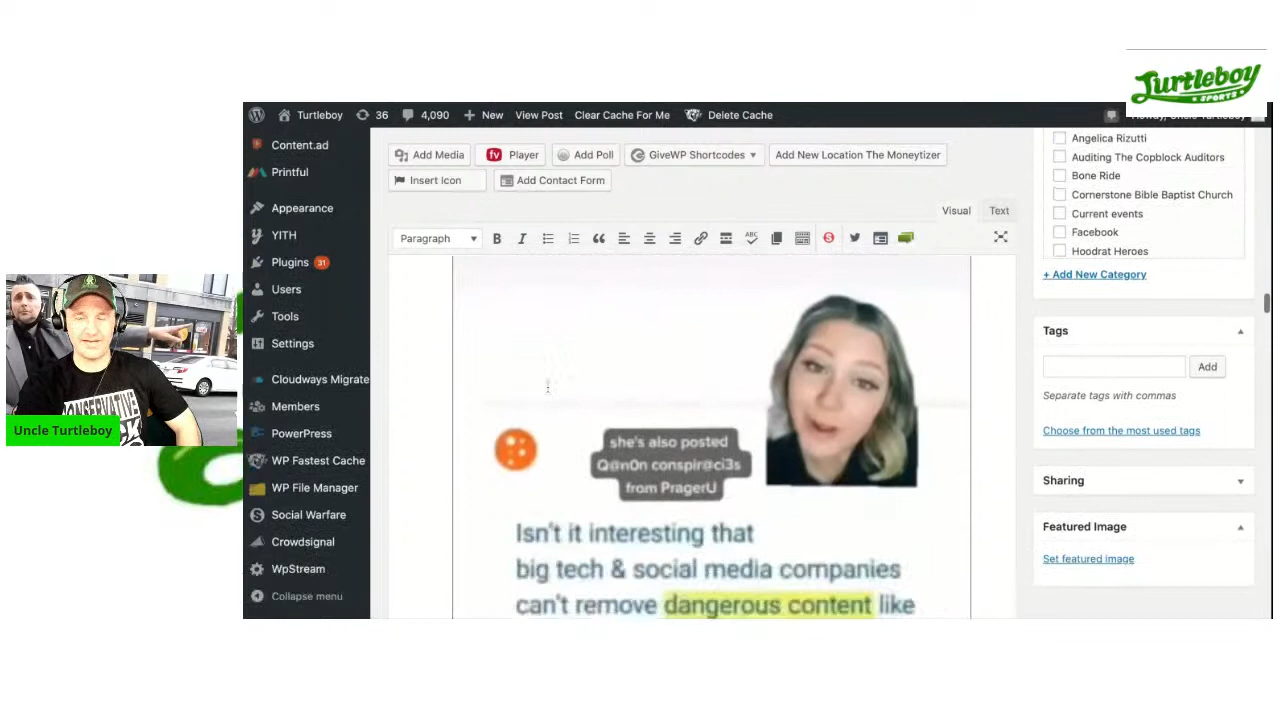 Turtleboy
SPORTS
Turtleboy
36
4,090
New
View Post
Clear Cache For Me
Delete Cache
Howdy, Uncle Turtleboy
Content.ad
Printful
Appearance
YITH
Plugins 31
Users
Tools
Settings
Cloudways Migrate
Members
PowerPress
WP Fastest Cache
WP File Manager
Social Warfare
Crowdsignal
WpStream
Collapse menu
Add Media
fv Player
Add Poll
GiveWP Shortcodes
Add New Location The Moneytizer
Insert Icon
Add Contact Form
Visual
Text
Paragraph
B
I
ABC
she's also posted
Q@n0n conspir@ci3s
from PragerU
Isn't it interesting that
big tech & social media companies
can't remove dangerous content like
Angelica Rizutti
Auditing The Copblock Auditors
Bone Ride
Cornerstone Bible Baptist Church
Current events
Facebook
Hoodrat Heroes
+ Add New Category
Tags
Add
Separate tags with commas
Choose from the most used tags
Sharing
Featured Image
Set featured image
CONSERVATIVE
Uncle Turtleboy